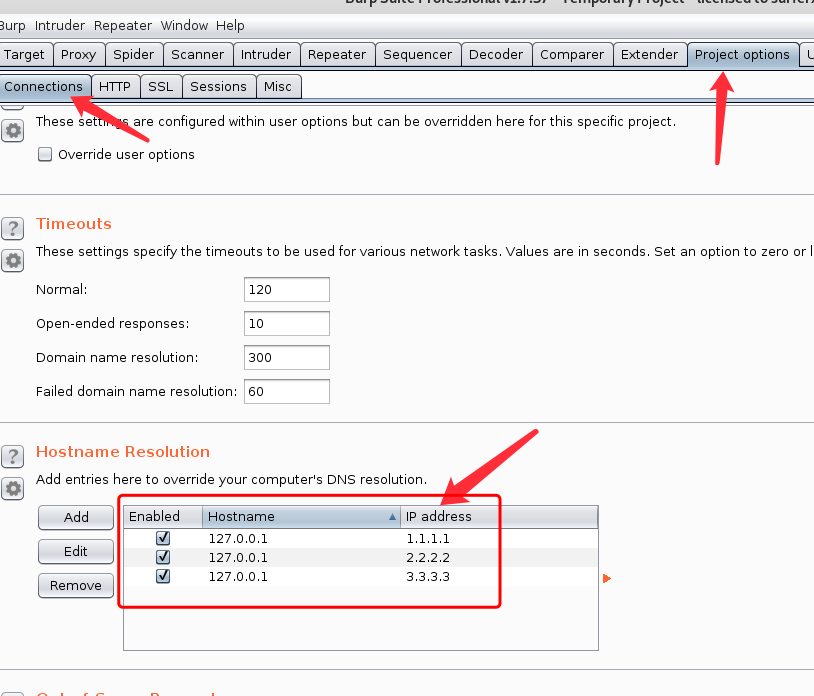 Burp Intruder Repeater Window Help
Target Proxy Spider Scanner Intruder Repeater Sequencer Decoder Comparer Extender Project options
Connections HTTP SSL Sessions Misc
These settings are configured within user options but can be overridden here for this specific project.
Override user options
? Timeouts
These settings specify the timeouts to be used for various network tasks. Values are in seconds. Set an option to zero or
Normal: 120
Open-ended responses: 10
Domain name resolution: 300
Failed domain name resolution: 60
? Hostname Resolution
Add entries here to override your computer's DNS resolution.
Add Enabled Hostname IP address
127.0.0.1 1.1.1.1
Edit 127.0.0.1 2.2.2.2
127.0.0.1 3.3.3.3
Remove